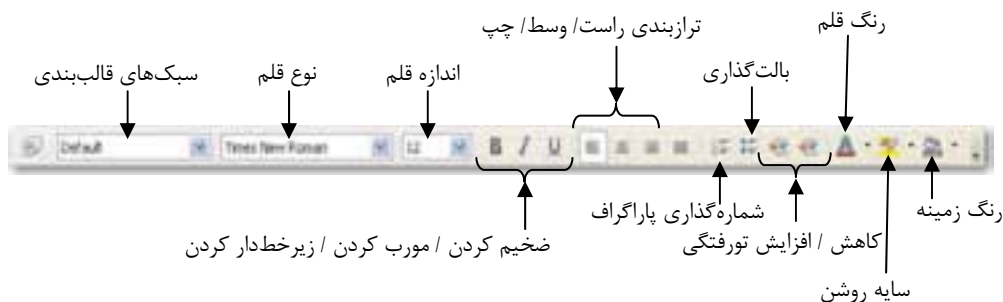 رنگ قلم
ترازبندی راست/ وسط/ چپ
بالت‌گذاری
اندازه قلم
نوع قلم
سبک‌های قالب‌بندی
Default Times New Roman 12 B I U A
رنگ زمینه
شماره‌گذاری پاراگراف
کاهش / افزایش تورفتگی
ضخیم کردن / مورب کردن / زیرخط‌دار کردن
سایه روشن